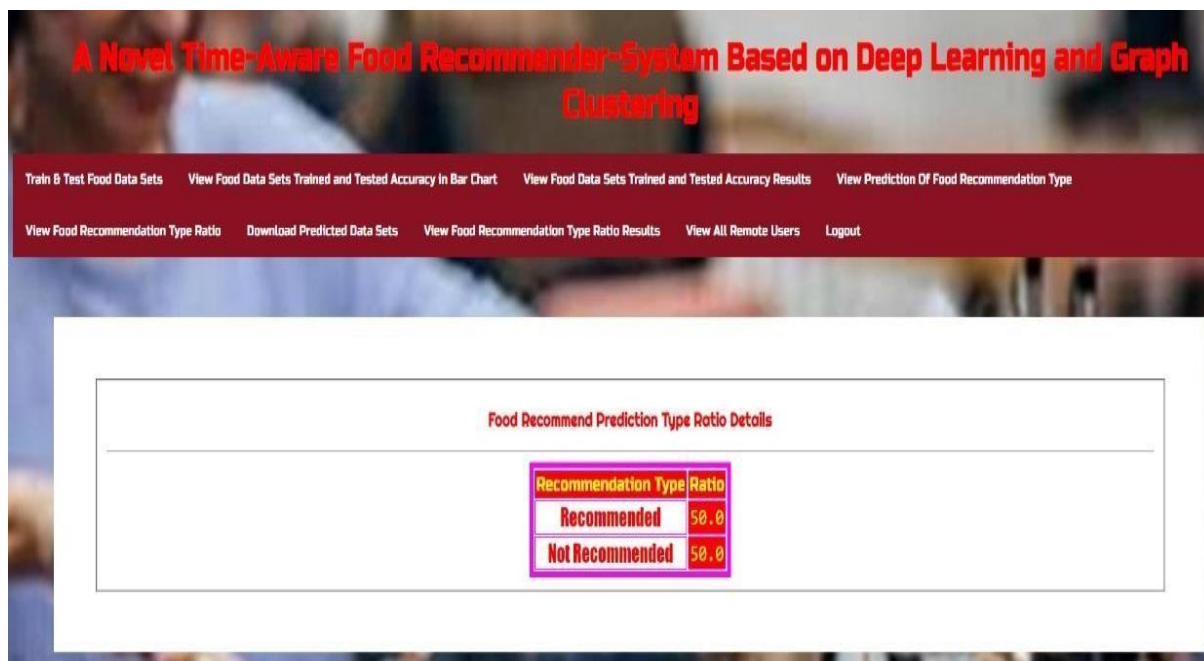 A Novel Time-Aware Food Recommender-System Based on Deep Learning and Graph
Clustering
Train & Test Food Data Sets View Food Data Sets Trained and Tested Accuracy in Bar Chart View Food Data Sets Trained and Tested Accuracy Results View Prediction Of Food Recommendation Type
View Food Recommendation Type Ratio Download Predicted Data Sets View Food Recommendation Type Ratio Results View All Remote Users Logout
Food Recommend Prediction Type Ratio Details
Recommendation Type Ratio
Recommended 50.0
Not Recommended 50.0